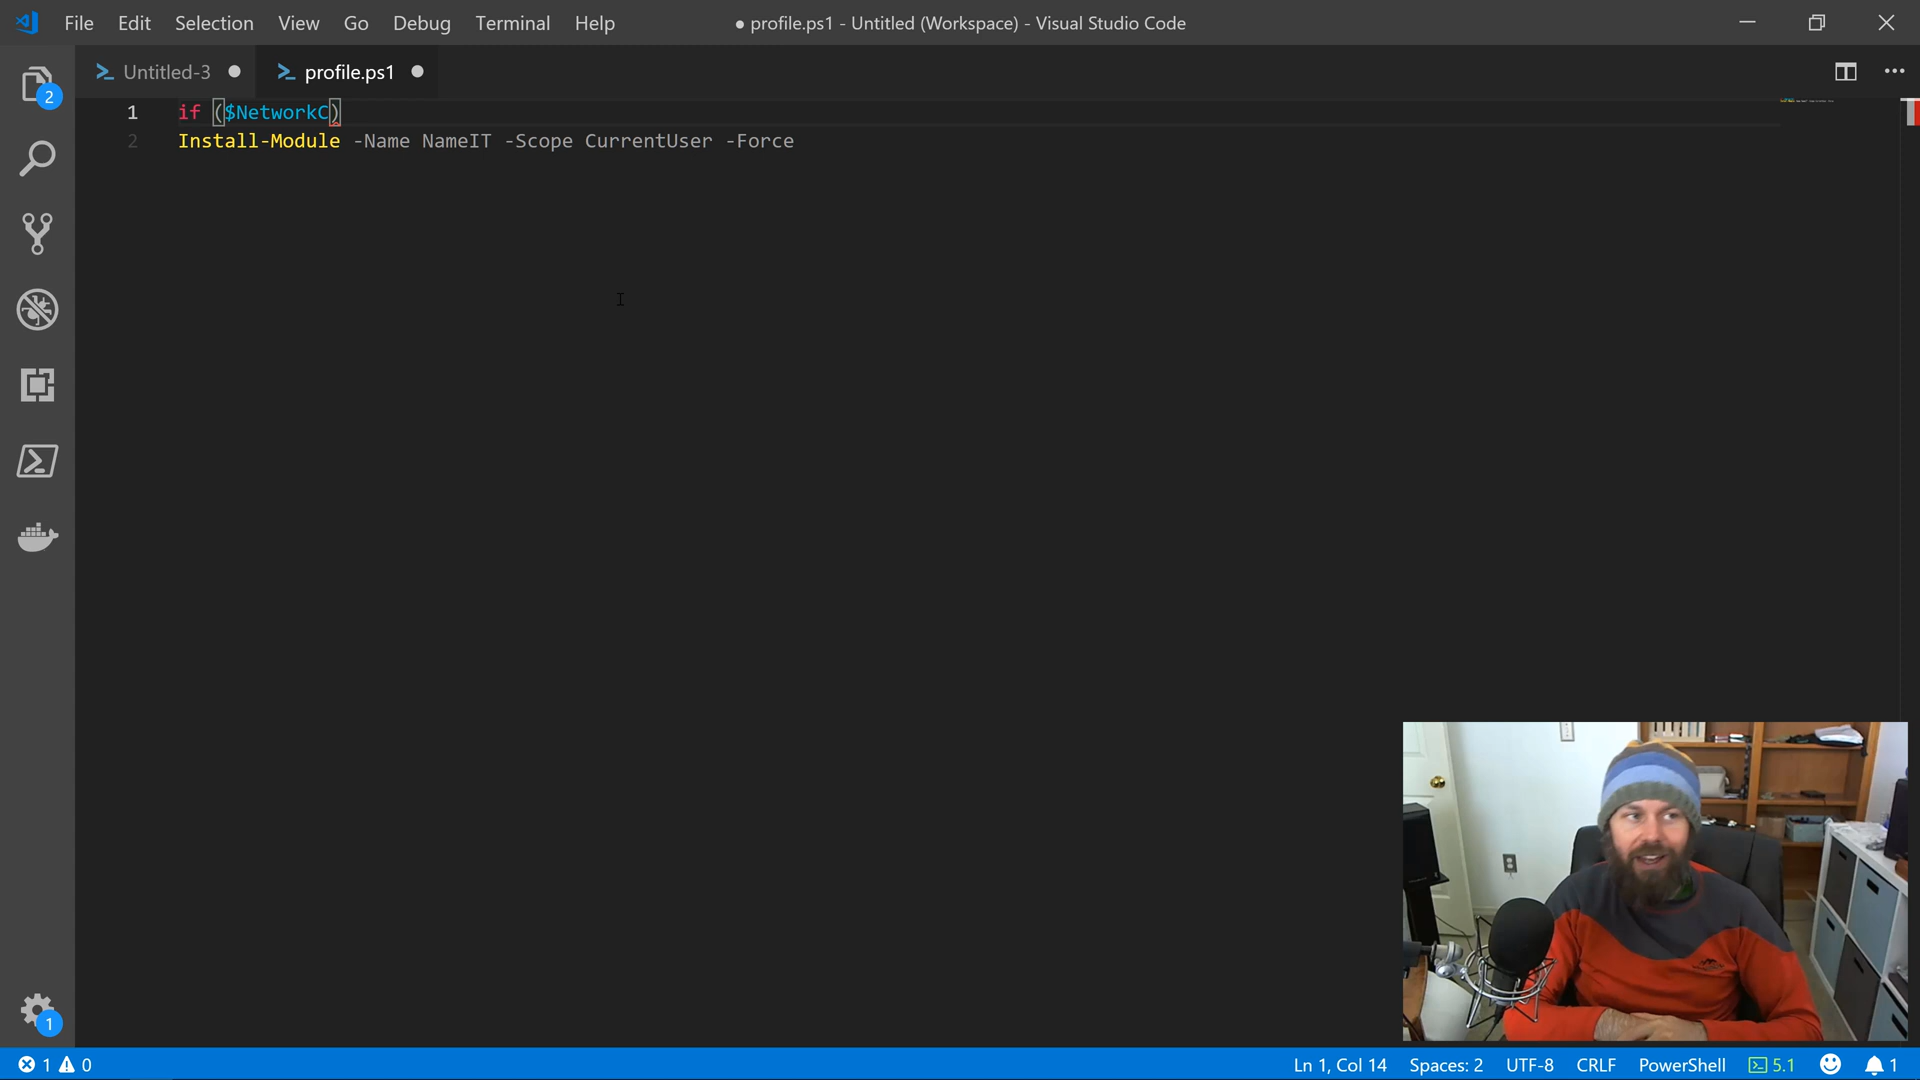 File Edit Selection View Go Debug Terminal Help ● profile.ps1 - Untitled (Workspace) - Visual Studio Code
Untitled-3 profile.ps1
2
1 if ($NetworkC)
2 Install-Module -Name NameIT -Scope CurrentUser -Force
1
1 0 Ln 1, Col 14 Spaces: 2 UTF-8 CRLF PowerShell 5.1 1